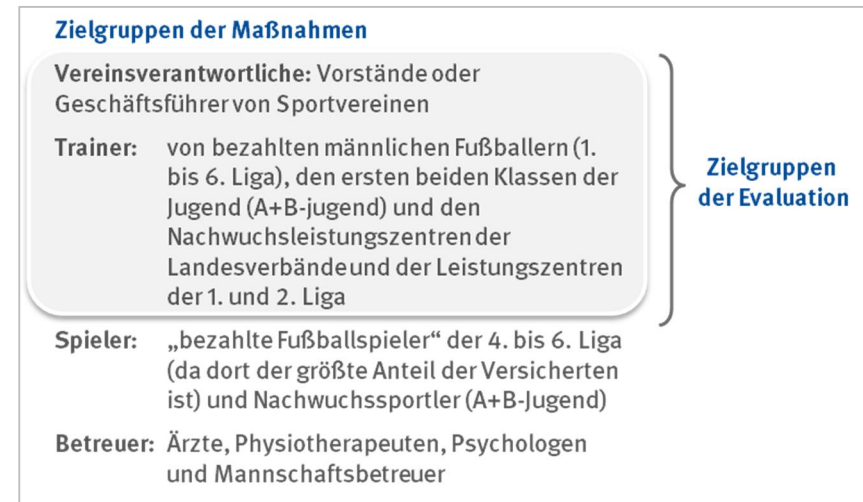 Zielgruppen der Maßnahmen
Vereinsverantwortliche: Vorstände oder
Geschäftsführer von Sportvereinen
Trainer: von bezahlten männlichen Fußballern (1.
bis 6. Liga), den ersten beiden Klassen der
Jugend (A+B-jugend) und den
Nachwuchsleistungszentren der
Landesverbände und der Leistungszentren
der 1. und 2. Liga
Zielgruppen
der Evaluation
Spieler: „bezahlte Fußballspieler“ der 4. bis 6. Liga
(da dort der größte Anteil der Versicherten
ist) und Nachwuchssportler (A+B-Jugend)
Betreuer: Ärzte, Physiotherapeuten, Psychologen
und Mannschaftsbetreuer